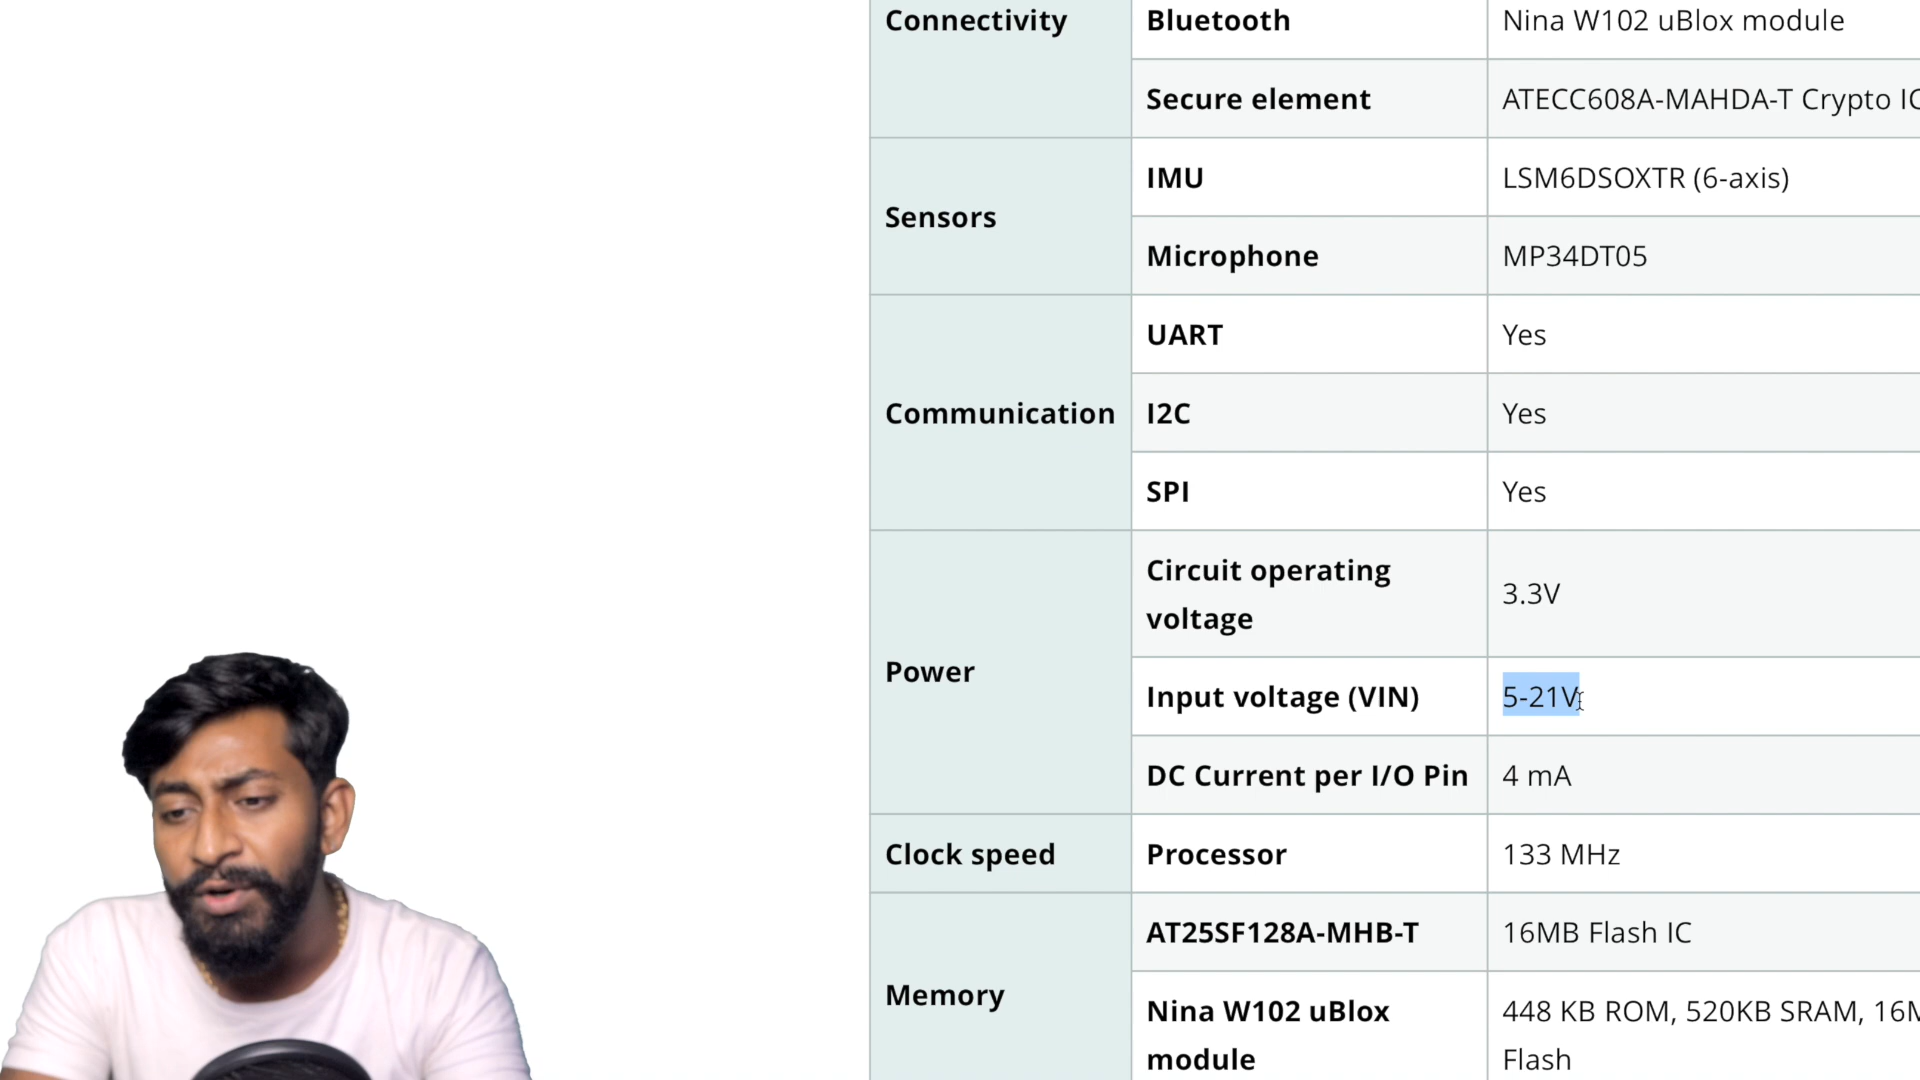 Connectivity
Bluetooth
Nina W102 uBlox module
Secure element
ATECC608A-MAHDA-T Crypto IC
Sensors
IMU
LSM6DSOXTR (6-axis)
Microphone
MP34DT05
Communication
UART
Yes
I2C
Yes
SPI
Yes
Power
Circuit operating
voltage
3.3V
Input voltage (VIN)
5-21V
DC Current per I/O Pin
4 mA
Clock speed
Processor
133 MHz
Memory
AT25SF128A-MHB-T
16MB Flash IC
Nina W102 uBlox
module
448 KB ROM, 520KB SRAM,
Flash